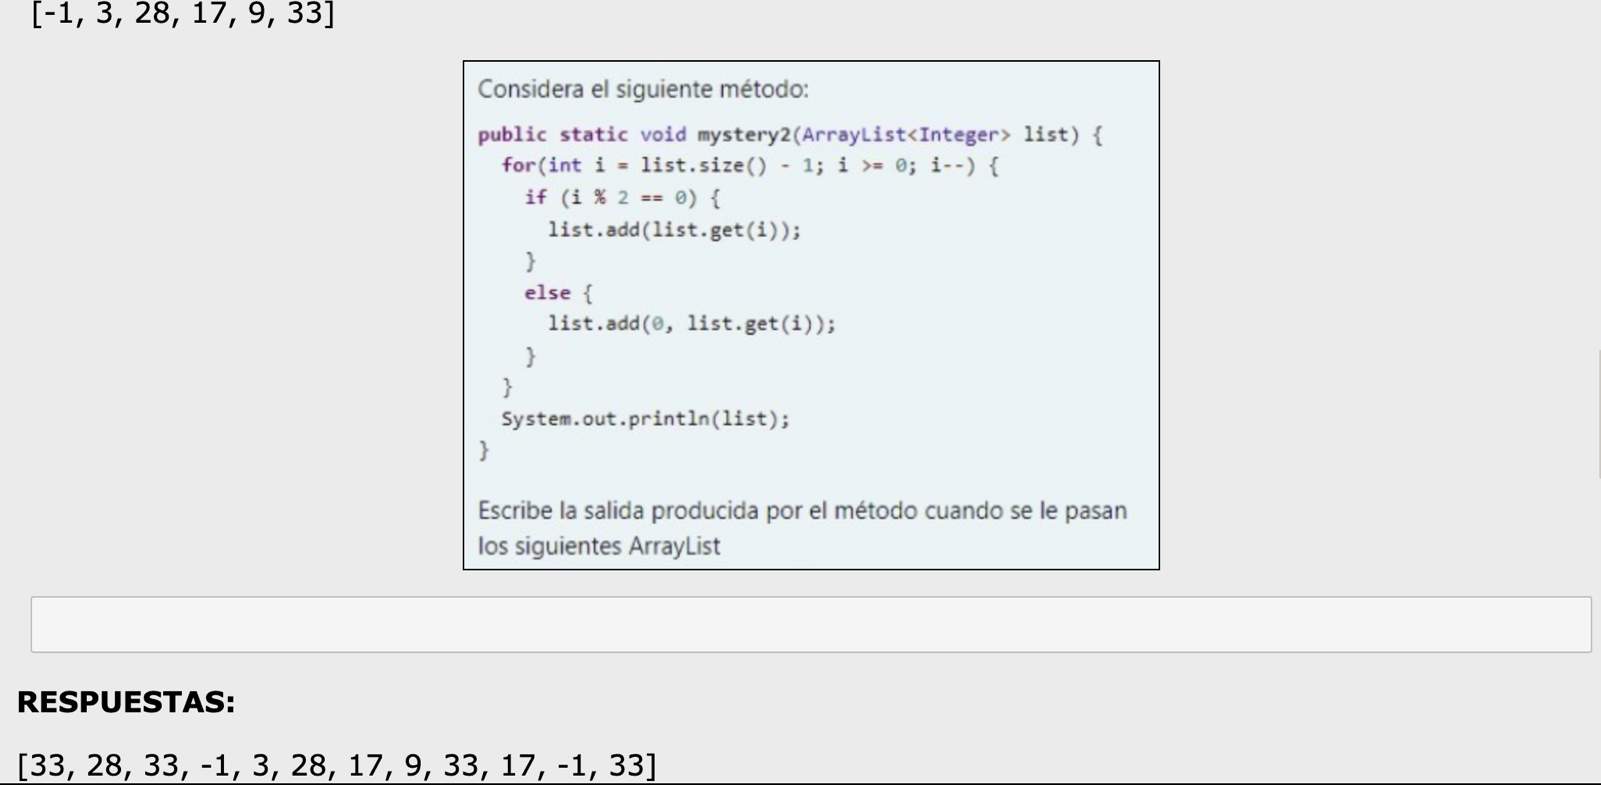 [-1, 3, 28, 17, 9, 33]
Considera el siguiente método:
public static void mystery2(ArrayList<Integer> list) {
for(int i = list.size() - 1; i >= 0; i--) {
if (i % 2 == 0) {
list.add(list.get(i));
}
else {
list.add(0, list.get(i));
}
}
System.out.println(list);
}
Escribe la salida producida por el método cuando se le pasan
los siguientes ArrayList
RESPUESTAS:
[33, 28, 33, -1, 3, 28, 17, 9, 33, 17, -1, 33]